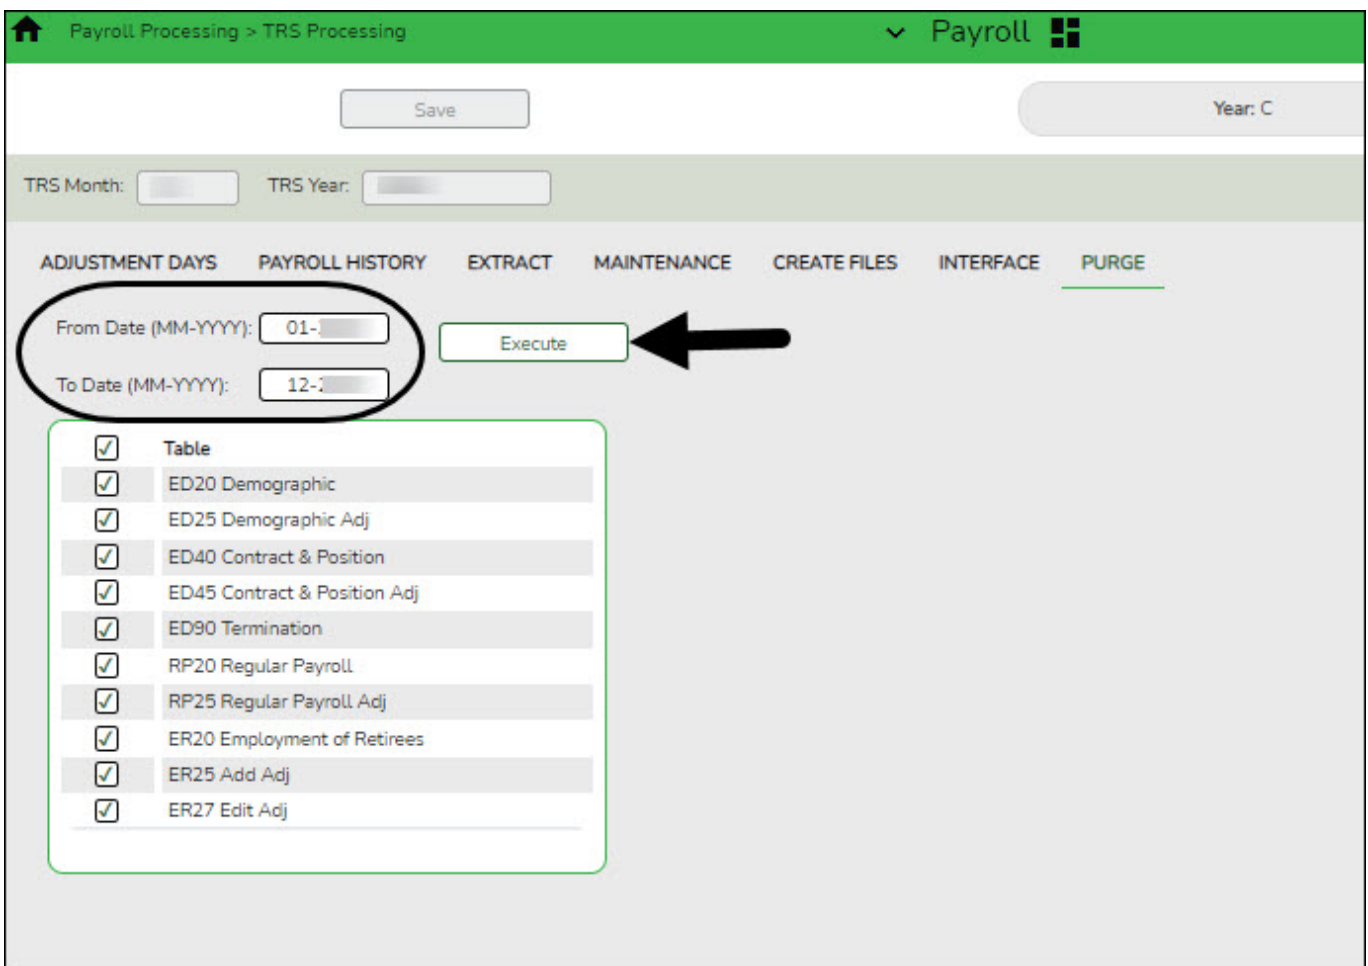 Payroll Processing > TRS Processing
Payroll
Save
Year: C
TRS Month:
TRS Year:
ADJUSTMENT DAYS PAYROLL HISTORY EXTRACT MAINTENANCE CREATE FILES INTERFACE PURGE
From Date (MM-YYYY): 01-
Execute
To Date (MM-YYYY): 12-
Table
ED20 Demographic
ED25 Demographic Adj
ED40 Contract & Position
ED45 Contract & Position Adj
ED90 Termination
RP20 Regular Payroll
RP25 Regular Payroll Adj
ER20 Employment of Retirees
ER25 Add Adj
ER27 Edit Adj